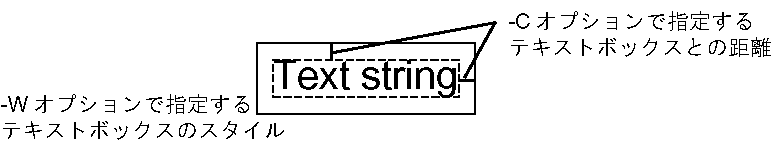 -Cオプションで指定する
テキストボックスとの距離
Text string
-Wオプションで指定する
テキストボックスのスタイル